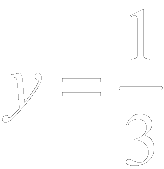 y = 1/3